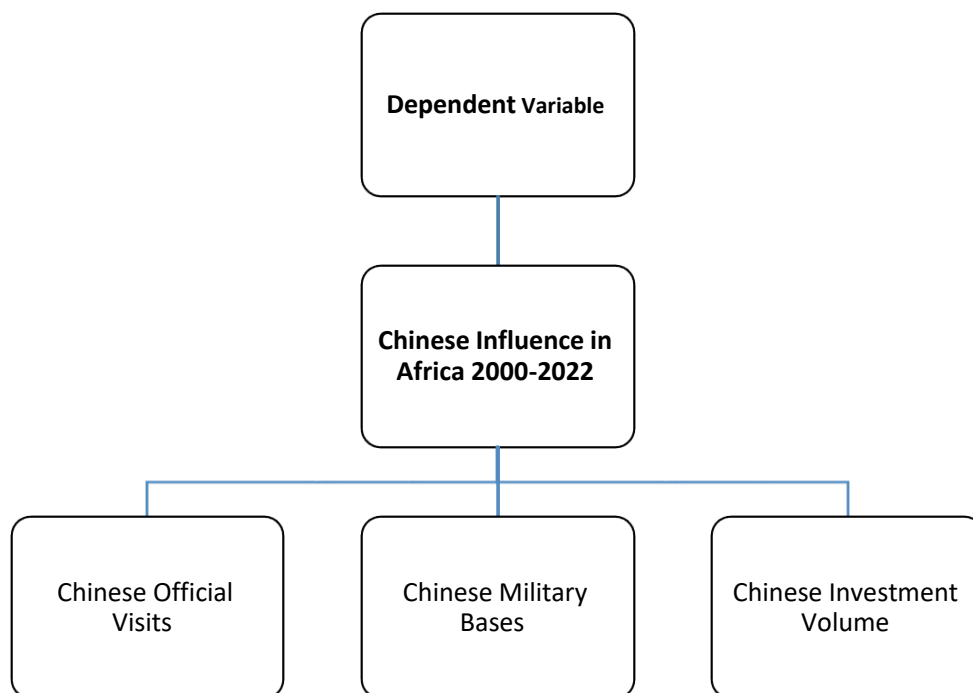 Dependent Variable
Chinese Influence in
Africa 2000-2022
Chinese Official
Visits
Chinese Military
Bases
Chinese Investment
Volume